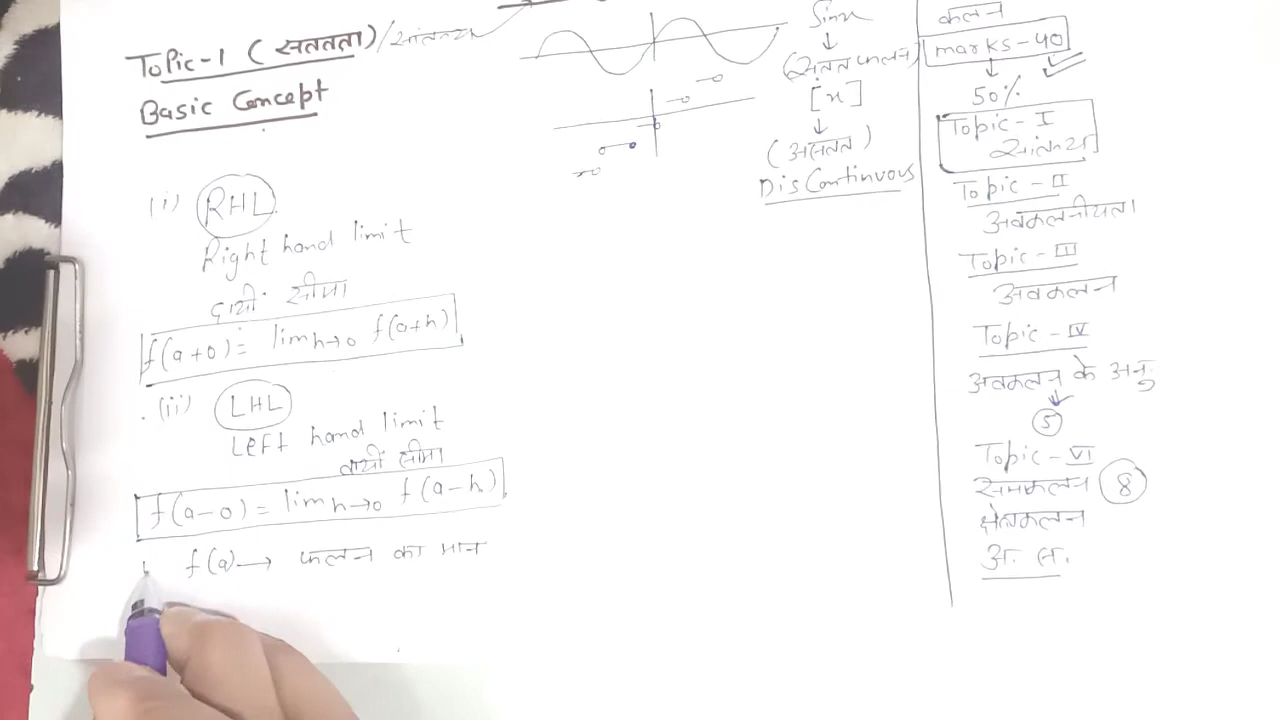 Topic-1 (सततता)/सांतत्य
Basic Concept
(i) RHL
Right hand limit
दायीं सीमा
f(a+0) = lim h→0 f(a+h)
(ii) LHL
Left hand limit
बायीं सीमा
f(a-0) = lim h→0 f(a-h)
f(a) → फलन का मान
Sinx
↓
(सतत फलन)
[x]
↓
(असतत)
DisContinuous
कलन
marks-40
↓
50%
Topic-I
सांतत्य
Topic-II
अवकलनीयता
Topic-III
अवकलन
Topic-IV
अवकलन के अनु.
↓
5
Topic-VI
समाकलन 8
क्षेत्रकलन
अ. स.